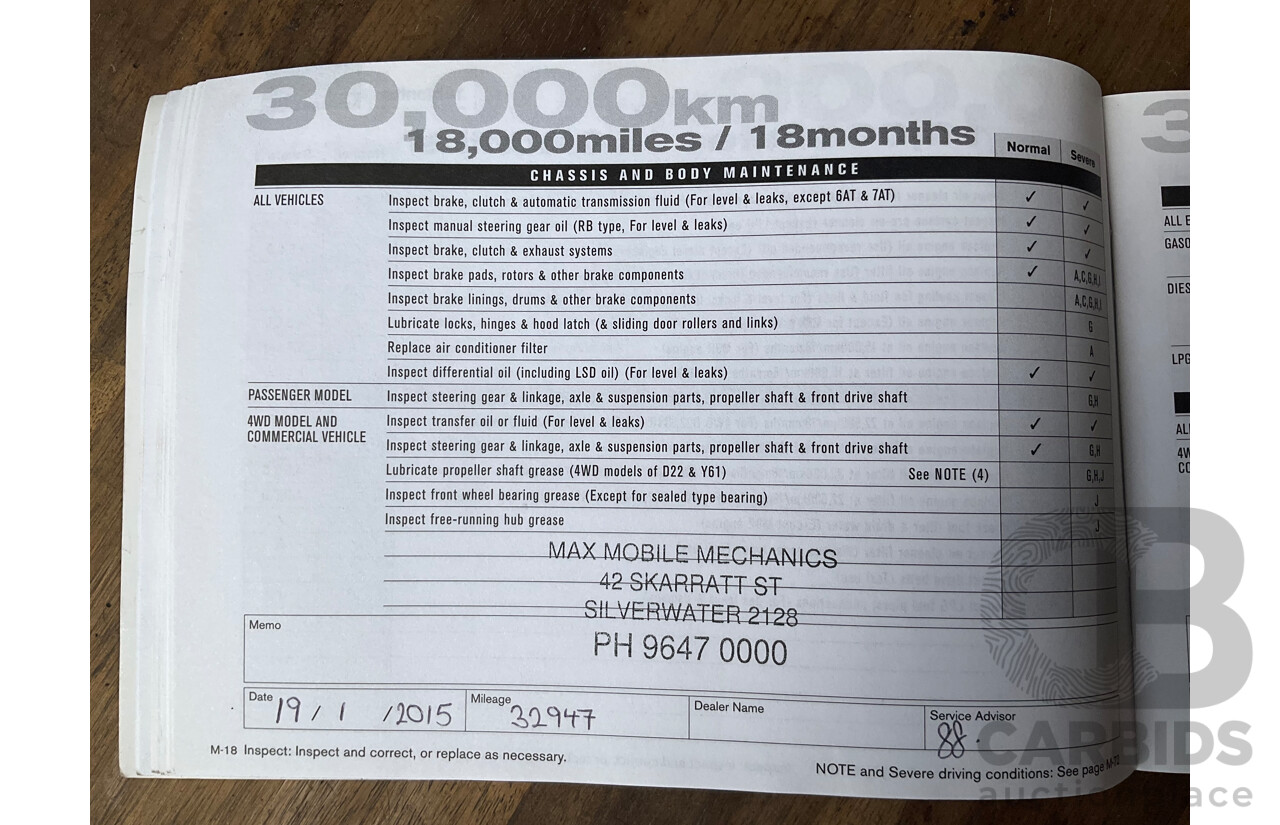 30,000km
18,000miles / 18months
Normal Severe
CHASSIS AND BODY MAINTENANCE
ALL VEHICLES Inspect brake, clutch & automatic transmission fluid (For level & leaks, except 6AT & 7AT) ✓ ✓
Inspect manual steering gear oil (RB type, For level & leaks) ✓ ✓
Inspect brake, clutch & exhaust systems ✓ ✓
Inspect brake pads, rotors & other brake components ✓ A,C,G,H,I
Inspect brake linings, drums & other brake components A,C,G,H,I
Lubricate locks, hinges & hood latch (& sliding door rollers and links) G
Replace air conditioner filter A
Inspect differential oil (including LSD oil) (For level & leaks) ✓ ✓
PASSENGER MODEL Inspect steering gear & linkage, axle & suspension parts, propeller shaft & front drive shaft G,H
4WD MODEL AND Inspect transfer oil or fluid (For level & leaks) ✓ ✓
COMMERCIAL VEHICLE Inspect steering gear & linkage, axle & suspension parts, propeller shaft & front drive shaft ✓ G,H
Lubricate propeller shaft grease (4WD models of D22 & Y61) See NOTE (4) G,H,J
Inspect front wheel bearing grease (Except for sealed type bearing) J
Inspect free-running hub grease J
MAX MOBILE MECHANICS
42 SKARRATT ST
SILVERWATER 2128
PH 9647 0000
Memo
Date 19 / 1 /2015 Mileage 32947 Dealer Name Service Advisor
M-18 Inspect: Inspect and correct, or replace as necessary.
NOTE and Severe driving conditions: See page
3
ALL E
GASO
DIES
LPG
AL
4W
CO
CB
CARBIDS